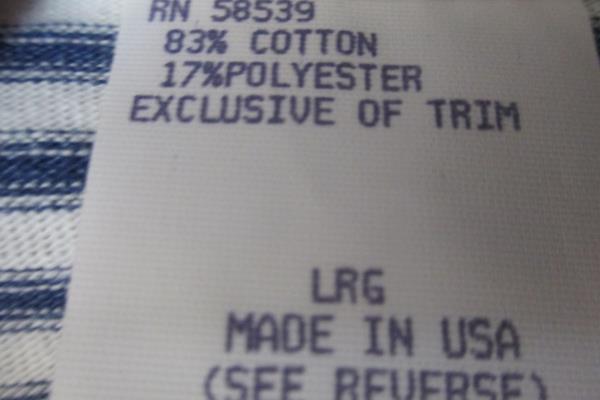 RN 58539
83% COTTON
17%POLYESTER
EXCLUSIVE OF TRIM
LRG
MADE IN USA
(SEE REVERSE)